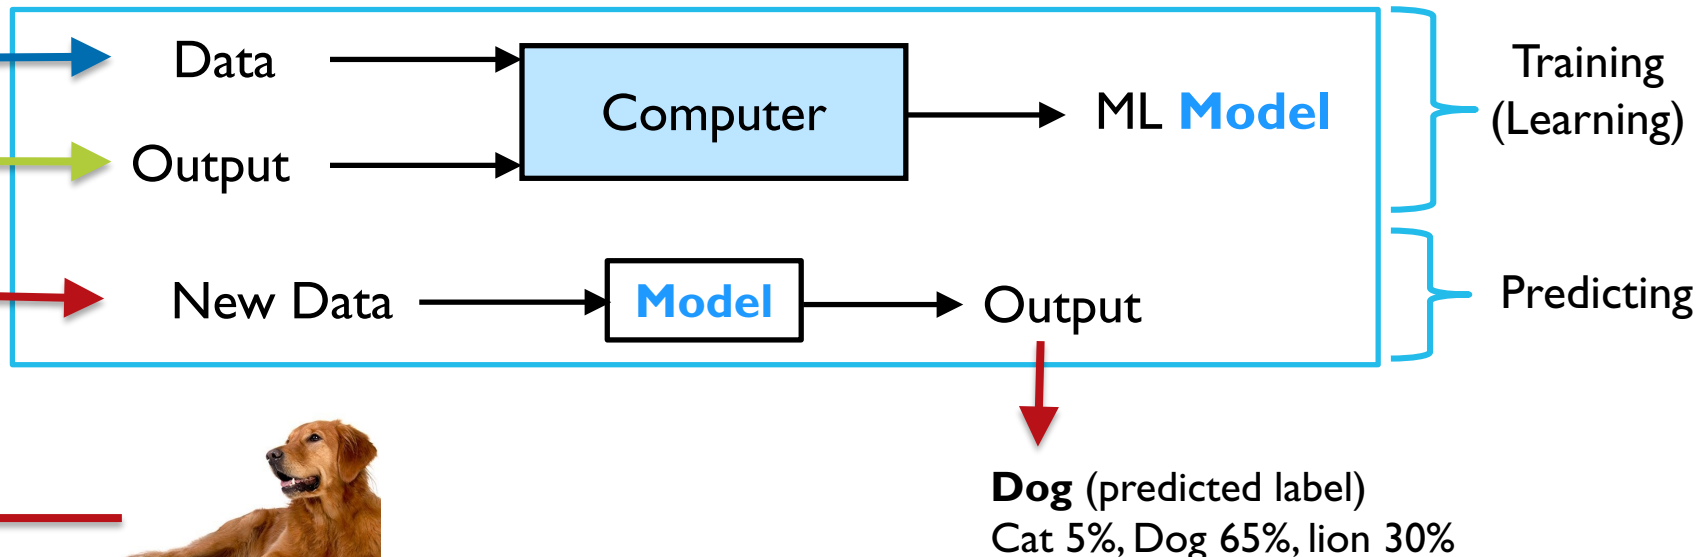 Data
Computer
ML Model
Training
(Learning)
Output
New Data
Model
Output
Predicting
Dog (predicted label)
Cat 5%, Dog 65%, lion 30%